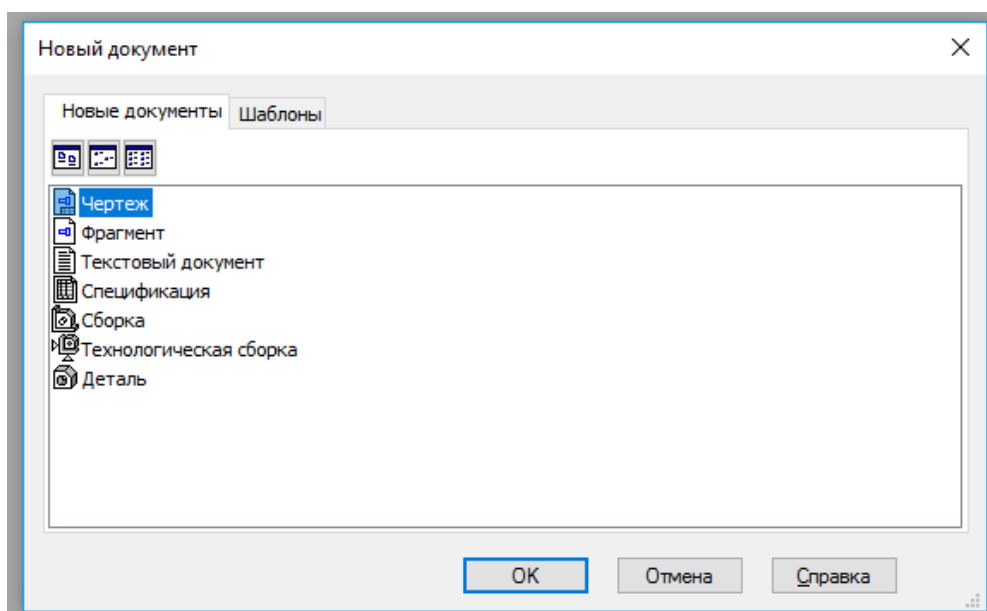 Новый документ
Новые документы Шаблоны
Чертеж
Фрагмент
Текстовый документ
Спецификация
Сборка
Технологическая сборка
Деталь
OK Отмена Справка